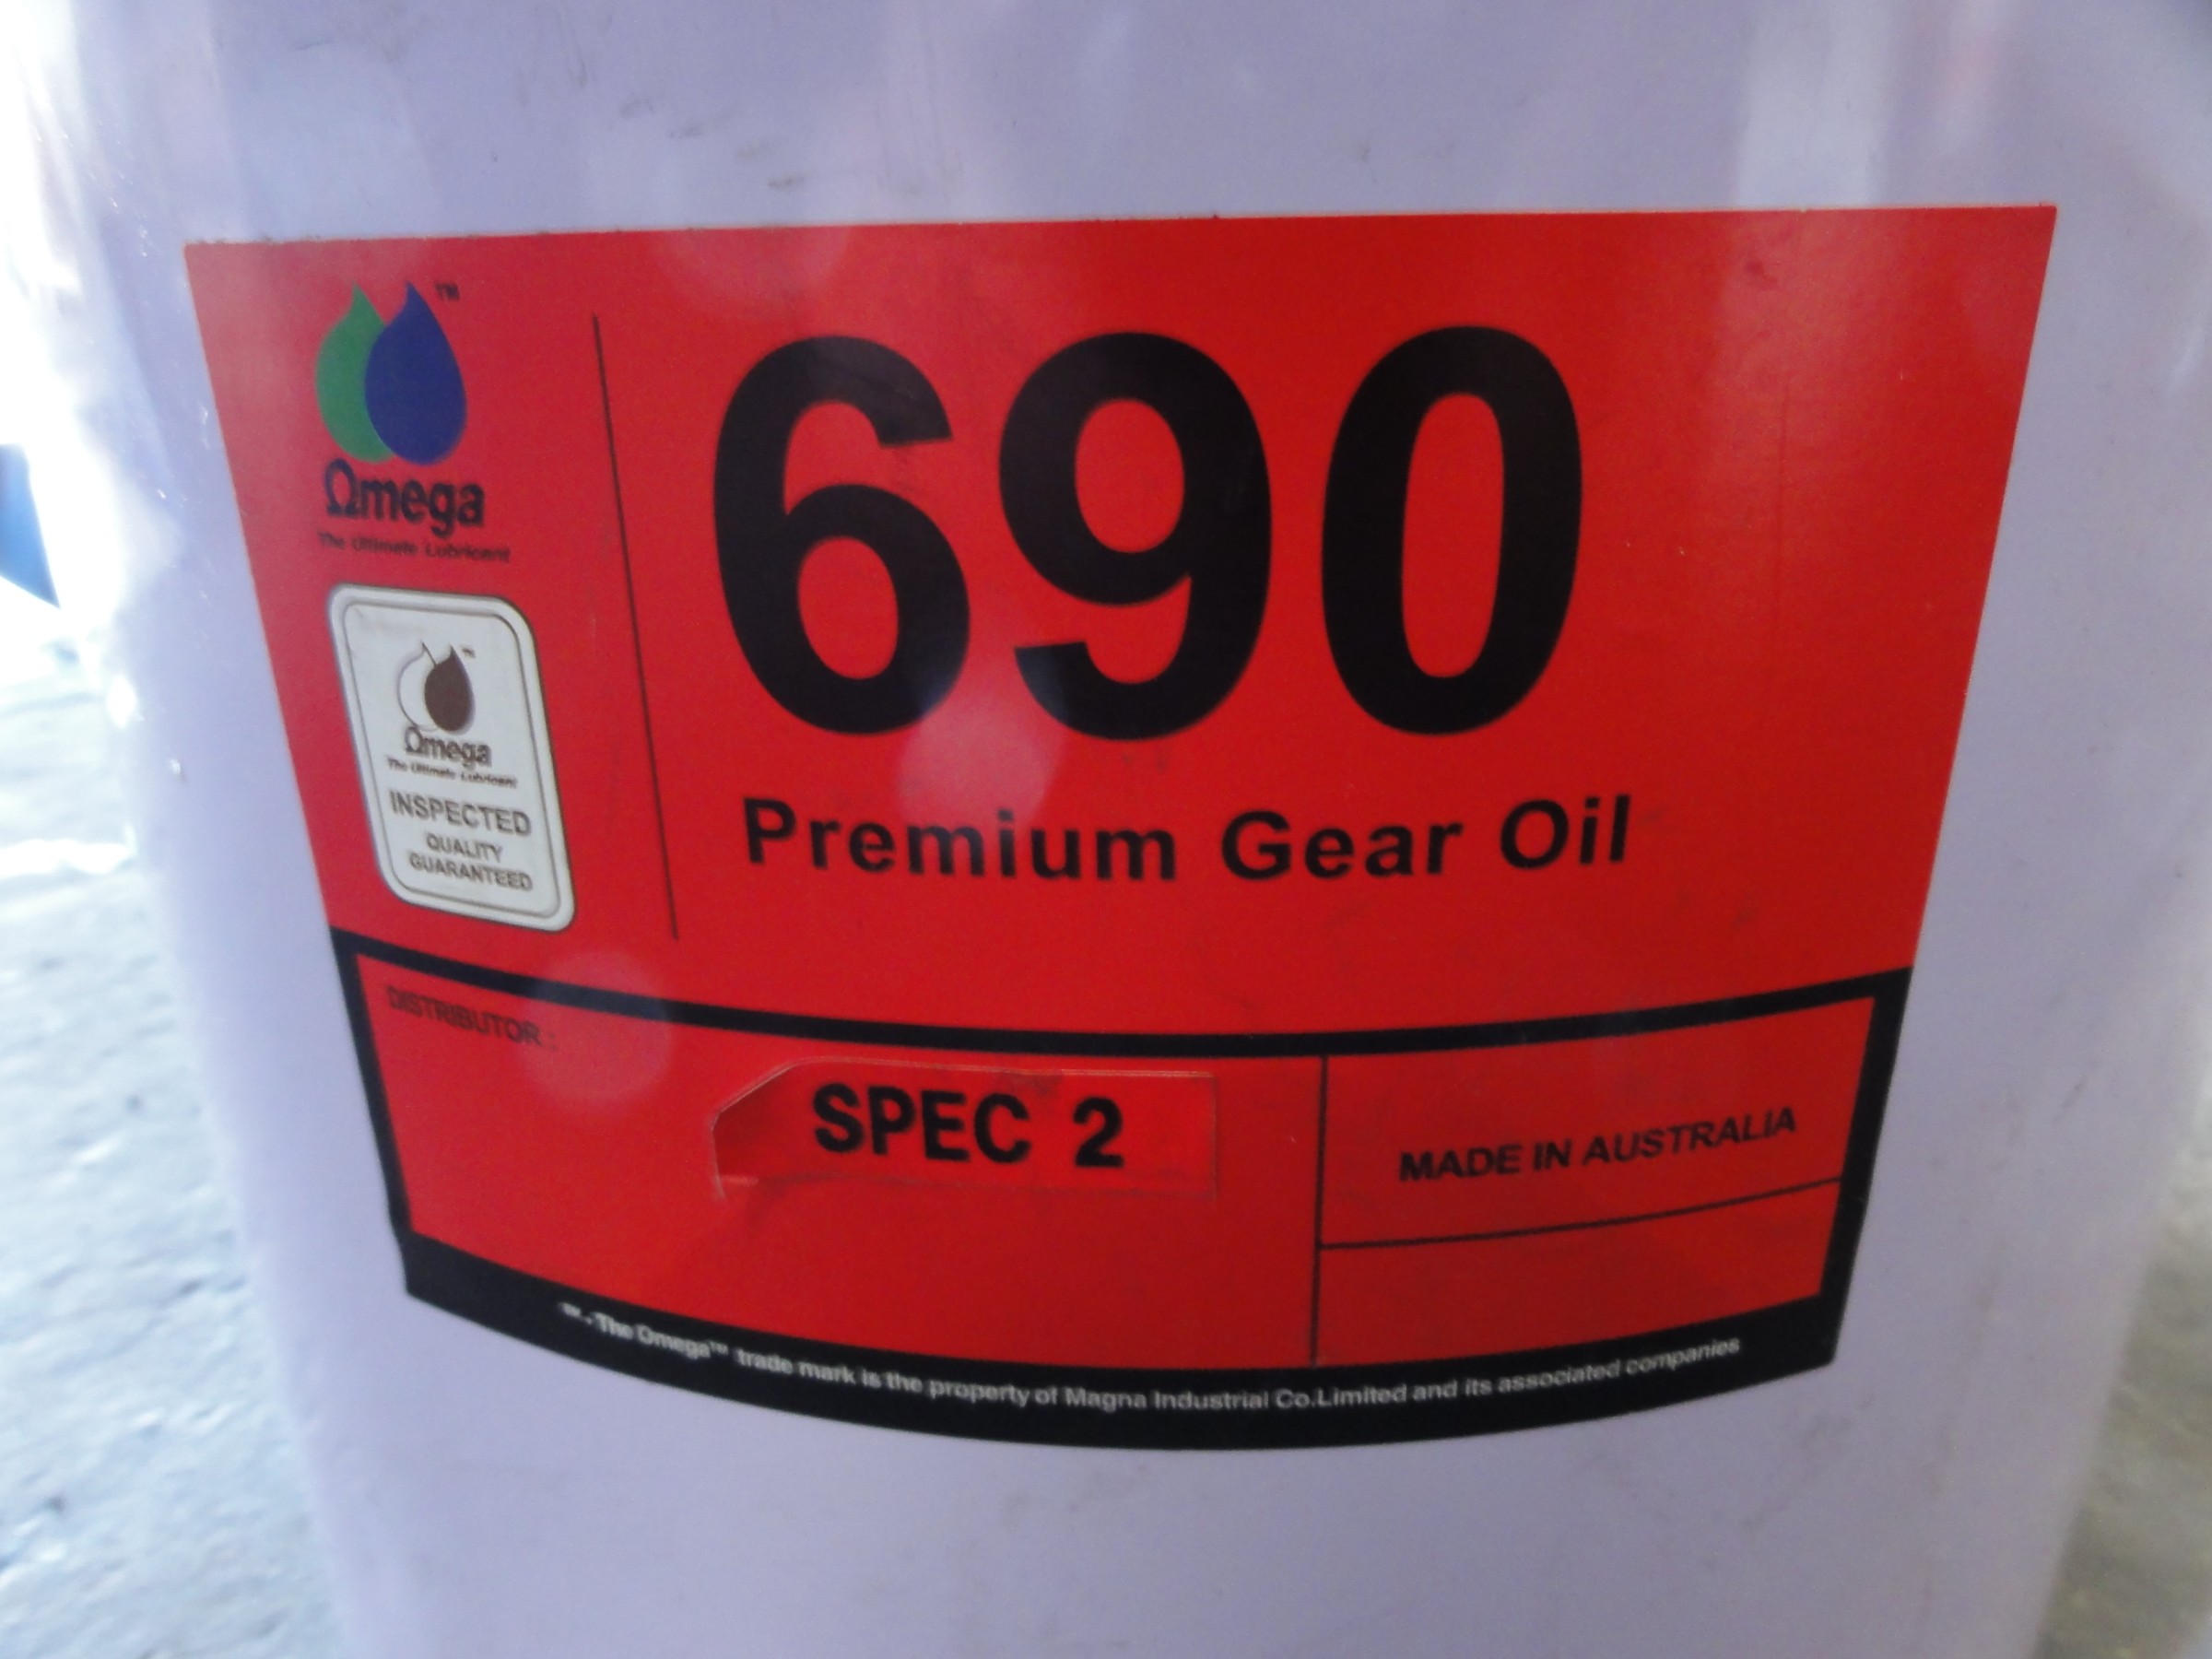 ™
Ωmega
The Ultimate Lubricant
690
Premium Gear Oil
™
Ωmega
The Ultimate Lubricant
INSPECTED
QUALITY
GUARANTEED
DISTRIBUTOR :
SPEC 2
MADE IN AUSTRALIA
™ - The Omega™ trade mark is the property of Magna Industrial Co.Limited and its associated companies